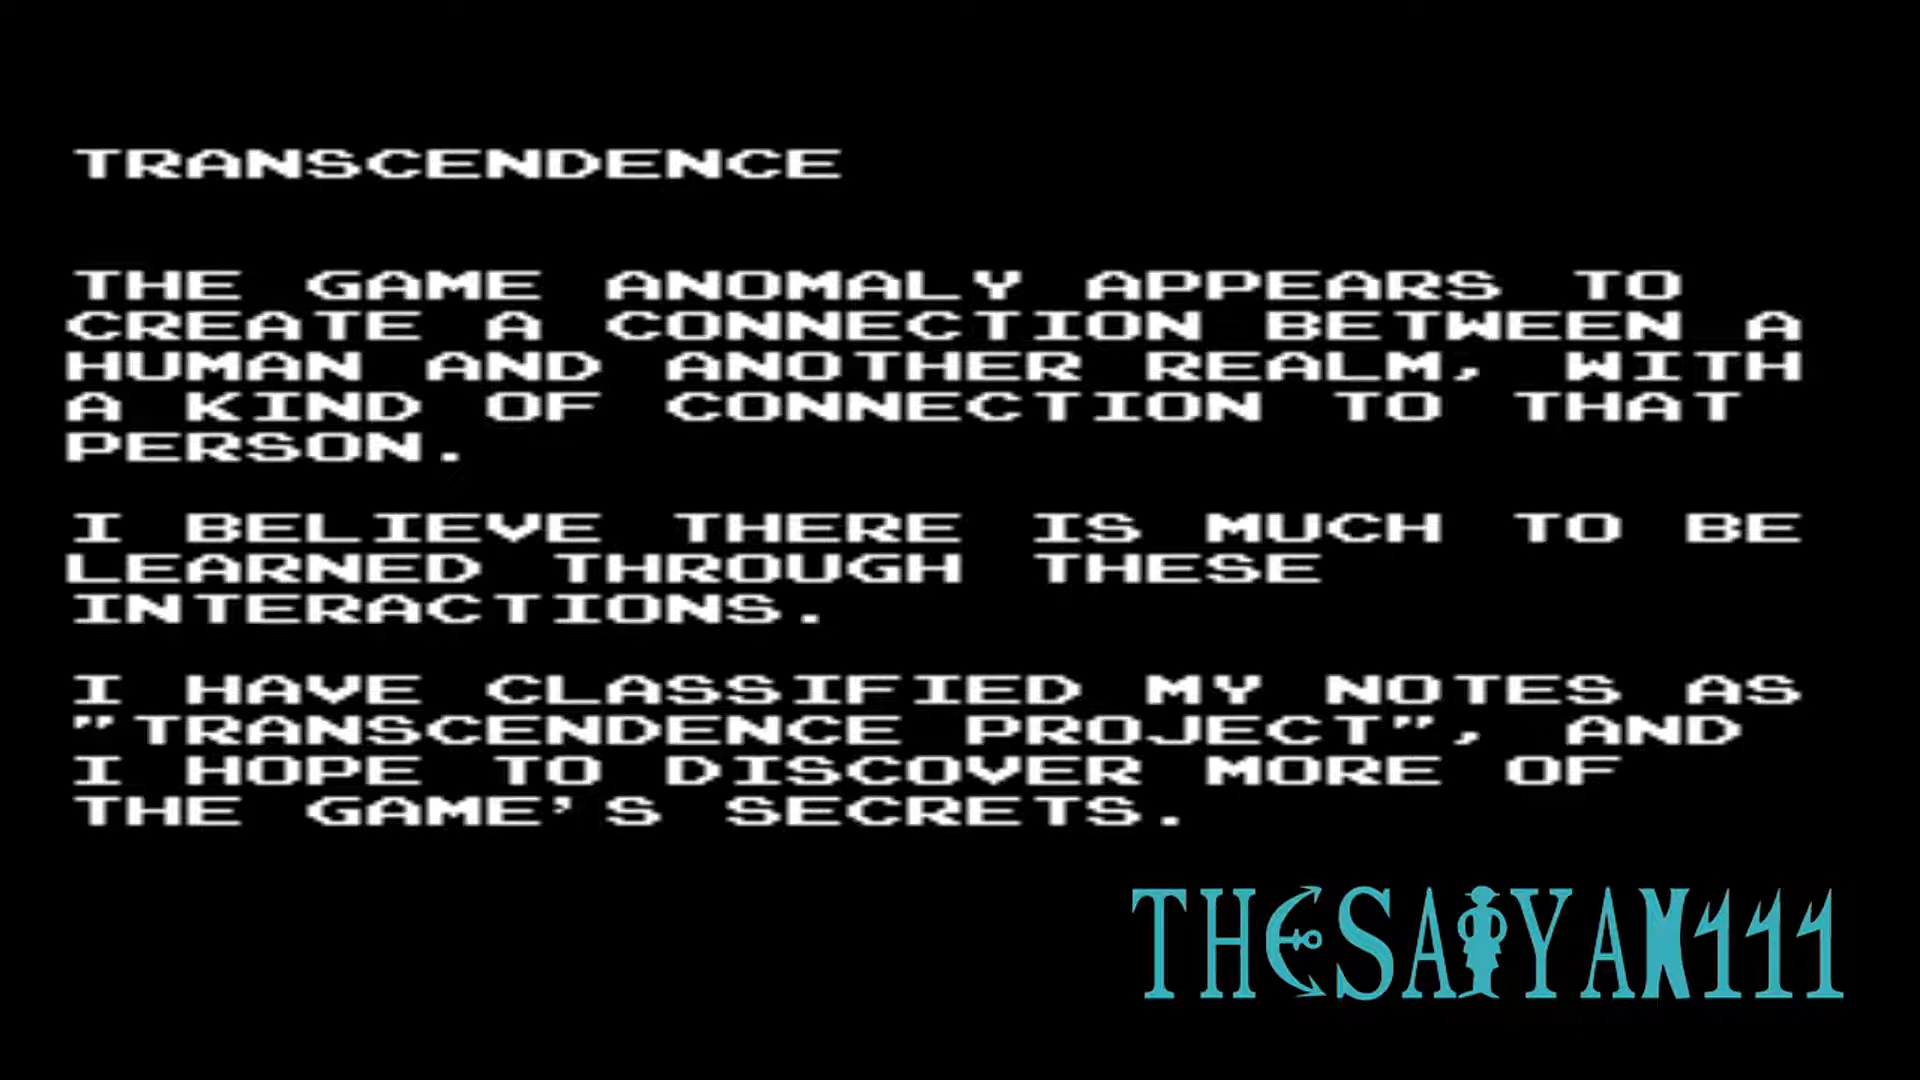 TRANSCENDENCE
THE GAME ANOMALY APPEARS TO
CREATE A CONNECTION BETWEEN A
HUMAN AND ANOTHER REALM, WITH
A KIND OF CONNECTION TO THAT
PERSON.
I BELIEVE THERE IS MUCH TO BE
LEARNED THROUGH THESE
INTERACTIONS.
I HAVE CLASSIFIED MY NOTES AS
"TRANSCENDENCE PROJECT", AND
I HOPE TO DISCOVER MORE OF
THE GAME'S SECRETS.
THESAIYAN111